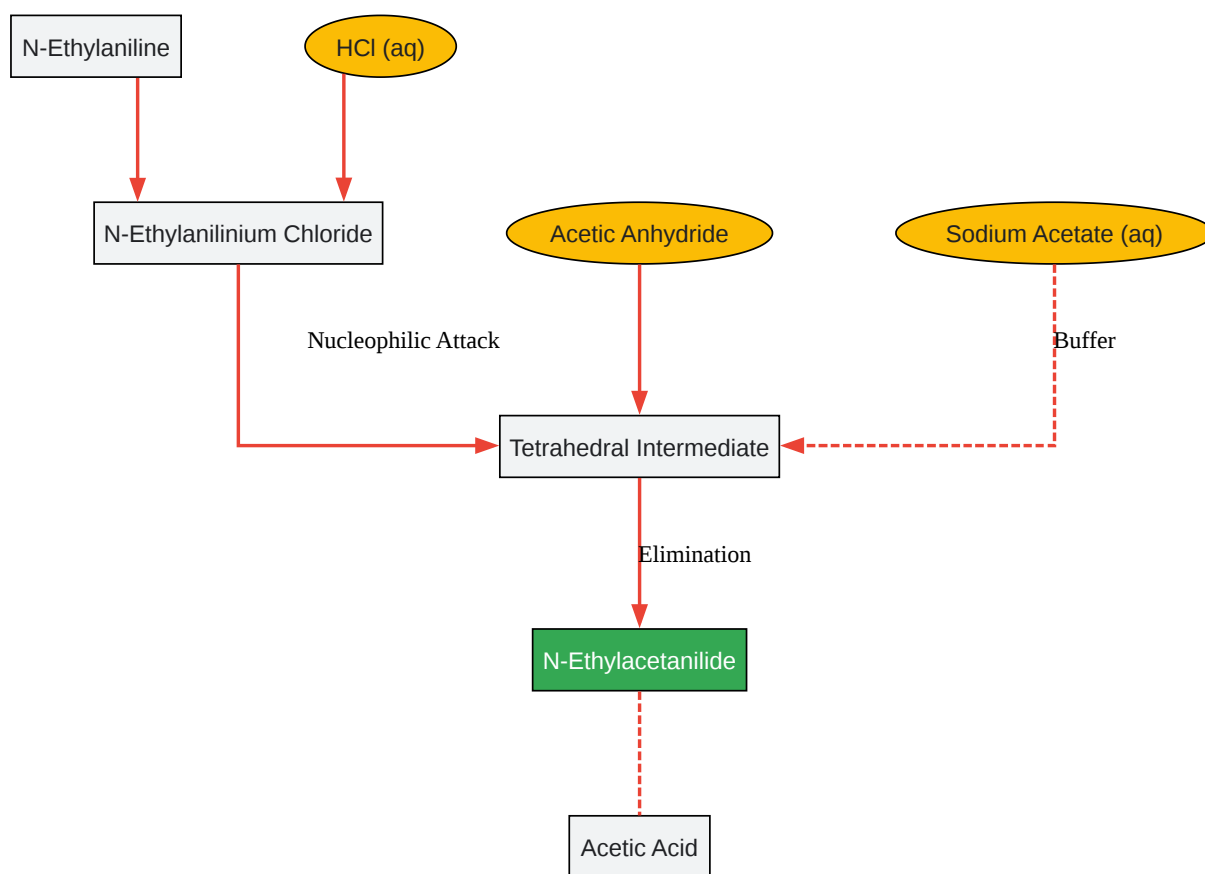 N-Ethylaniline
HCl (aq)
N-Ethylanilinium Chloride
Acetic Anhydride
Sodium Acetate (aq)
Nucleophilic Attack
Buffer
Tetrahedral Intermediate
Elimination
N-Ethylacetanilide
Acetic Acid